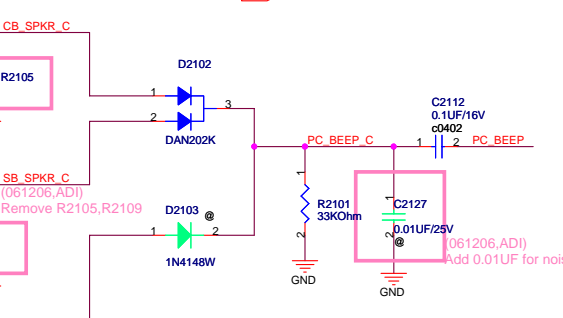 CB_SPKR_C
R2105
D2102
1
2
3
DAN202K
C2112
0.1UF/16V
c0402
1
2
PC_BEEP_C
PC_BEEP
SB_SPKR_C
(061206,ADI)
Remove R2105,R2109
D2103
@
1
2
1N4148W
1
R2101
33KOhm
2
GND
1
C2127
0.01UF/25V
2
@
GND
(061206,ADI)
Add 0.01UF for nois